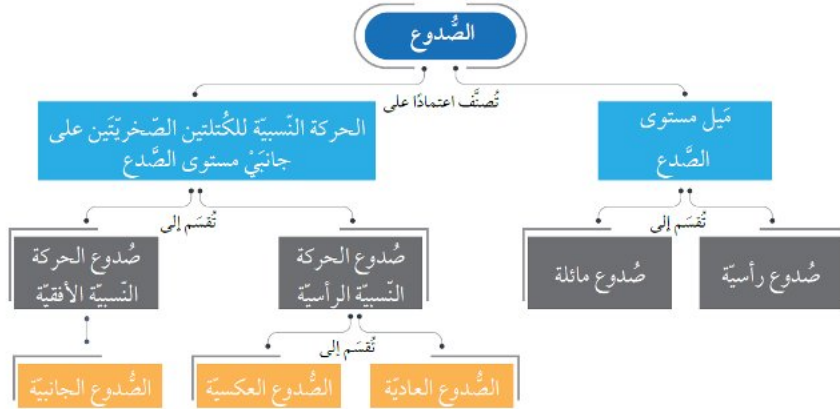 الصُّدوع
تُصنَّف اعتمادًا على
مَيل مستوى
الصَّدع
الحركة النّسبيّة للكُتلتين الصّخريّتَين على
جانبَيْ مستوى الصَّدع
تُقسَم إلى
تُقسَم إلى
صُدوع رأسيّة
صُدوع مائلة
صُدوع الحركة
النّسبيّة الرأسيّة
صُدوع الحركة
النّسبيّة الأفقيّة
تُقسَم إلى
الصُّدوع العاديّة
الصُّدوع العكسيّة
الصُّدوع الجانبيّة